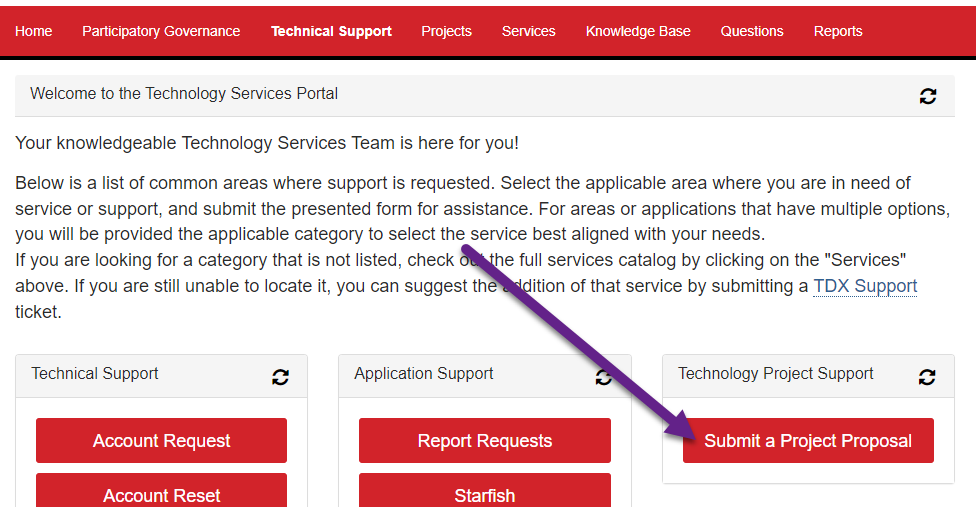 Home Participatory Governance Technical Support Projects Services Knowledge Base Questions Reports
Welcome to the Technology Services Portal
Your knowledgeable Technology Services Team is here for you!
Below is a list of common areas where support is requested. Select the applicable area where you are in need of
service or support, and submit the presented form for assistance. For areas or applications that have multiple options,
you will be provided the applicable category to select the service best aligned with your needs.
If you are looking for a category that is not listed, check out the full services catalog by clicking on the "Services"
above. If you are still unable to locate it, you can suggest the addition of that service by submitting a TDX Support
ticket.
Technical Support
Account Request
Account Reset
Application Support
Report Requests
Starfish
Technology Project Support
Submit a Project Proposal